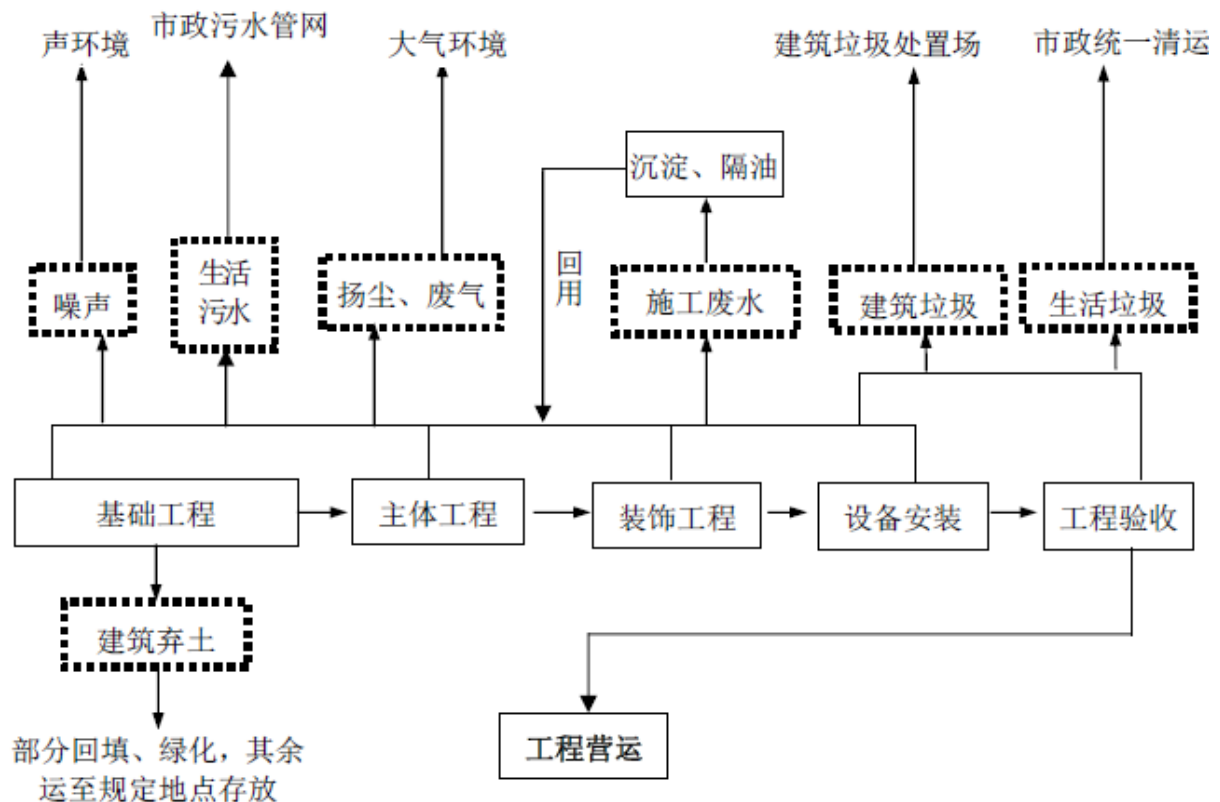 声环境
市政污水管网
大气环境
建筑垃圾处置场
市政统一清运
沉淀、隔油
回用
噪声
生活
污水
扬尘、废气
施工废水
建筑垃圾
生活垃圾
基础工程
主体工程
装饰工程
设备安装
工程验收
建筑弃土
工程营运
部分回填、绿化，其余
运至规定地点存放